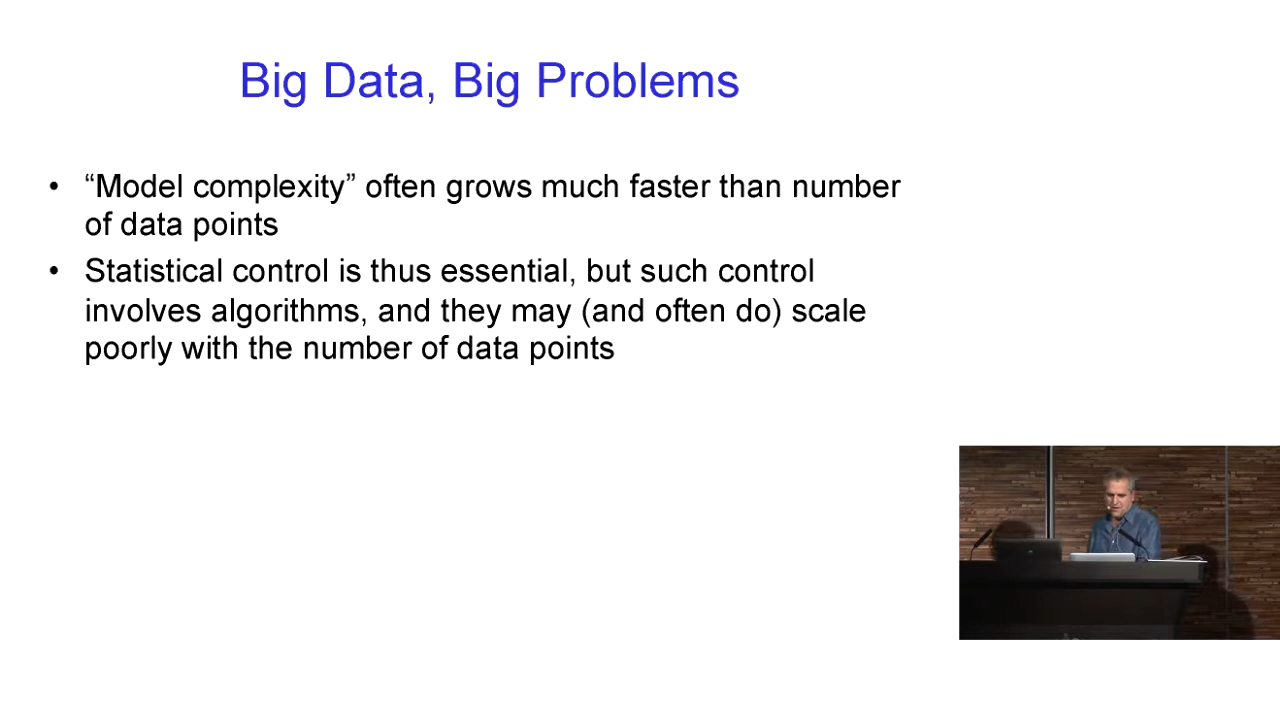 Big Data, Big Problems
• “Model complexity” often grows much faster than number
of data points
• Statistical control is thus essential, but such control
involves algorithms, and they may (and often do) scale
poorly with the number of data points